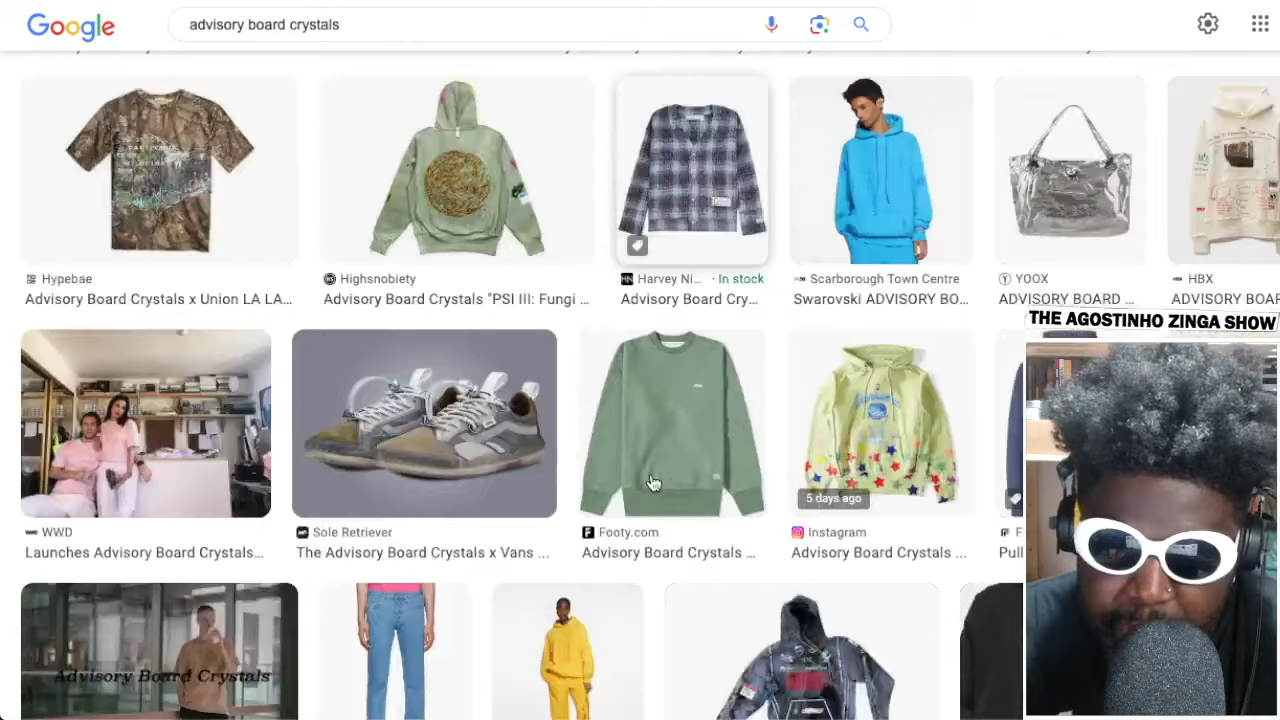 Google
advisory board crystals
Hypebae
Advisory Board Crystals x Union LA LA...
Highsnobiety
Advisory Board Crystals "PSI III: Fungi ...
HN Harvey Ni... · In stock
Advisory Board Cry...
Scarborough Town Centre
Swarovski ADVISORY BO...
YOOX
ADVISORY BOARD ...
HBX
ADVISORY BOAR
THE AGOSTINHO ZINGA SHOW
WWD
Launches Advisory Board Crystals...
Sole Retriever
The Advisory Board Crystals x Vans ...
Footy.com
Advisory Board Crystals ...
5 days ago
Instagram
Advisory Board Crystals ...
F
Pull
Advisory Board Crystals